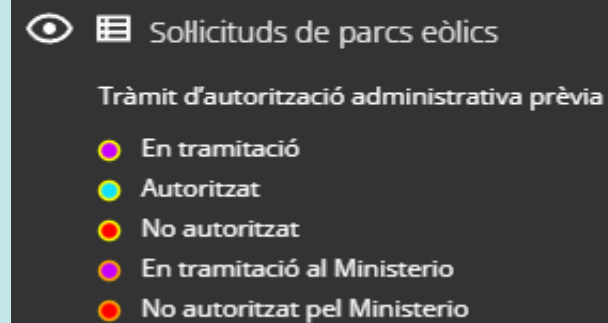 Sol·licituds de parcs eòlics
Tràmit d'autorització administrativa prèvia
En tramitació
Autoritzat
No autoritzat
En tramitació al Ministerio
No autoritzat pel Ministerio